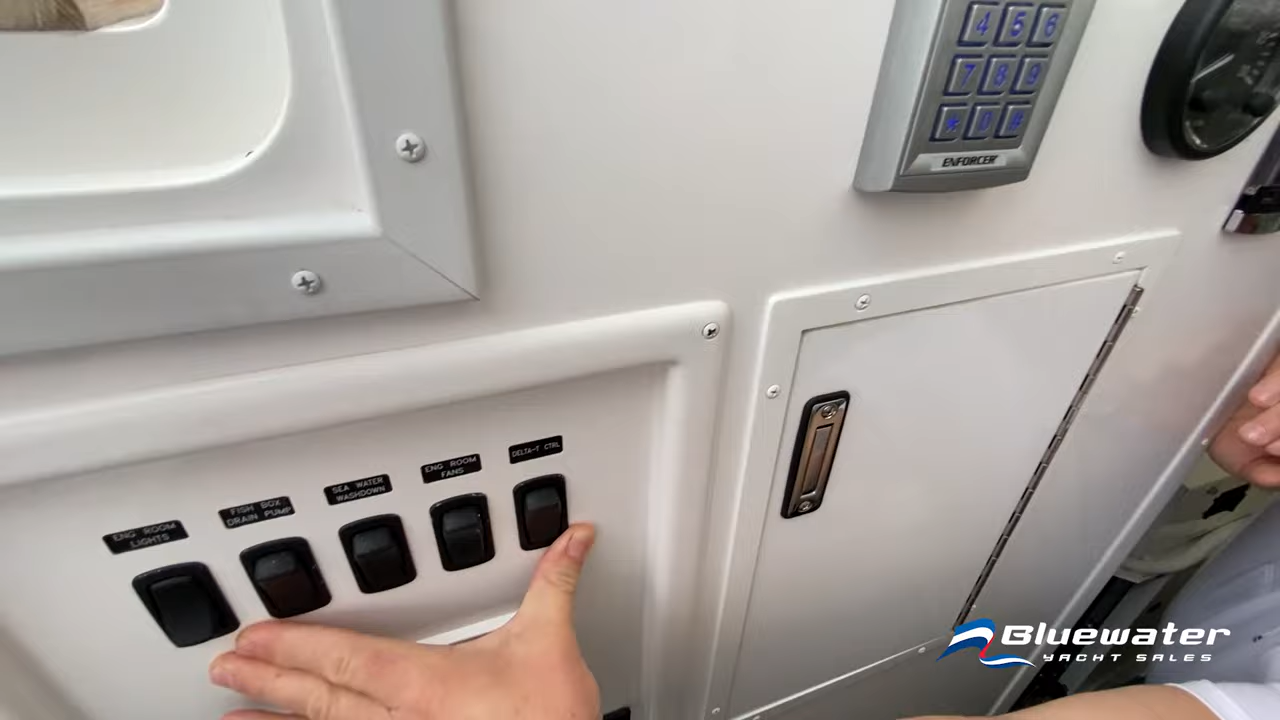 4 5 6
7 8 9
* 0 #
ENFORCER
DELTA-T CTRL
ENG ROOM
FANS
SEA WATER
WASHDOWN
FISH BOX
DRAIN PUMP
ENG ROOM
LIGHTS
Bluewater
YACHT SALES